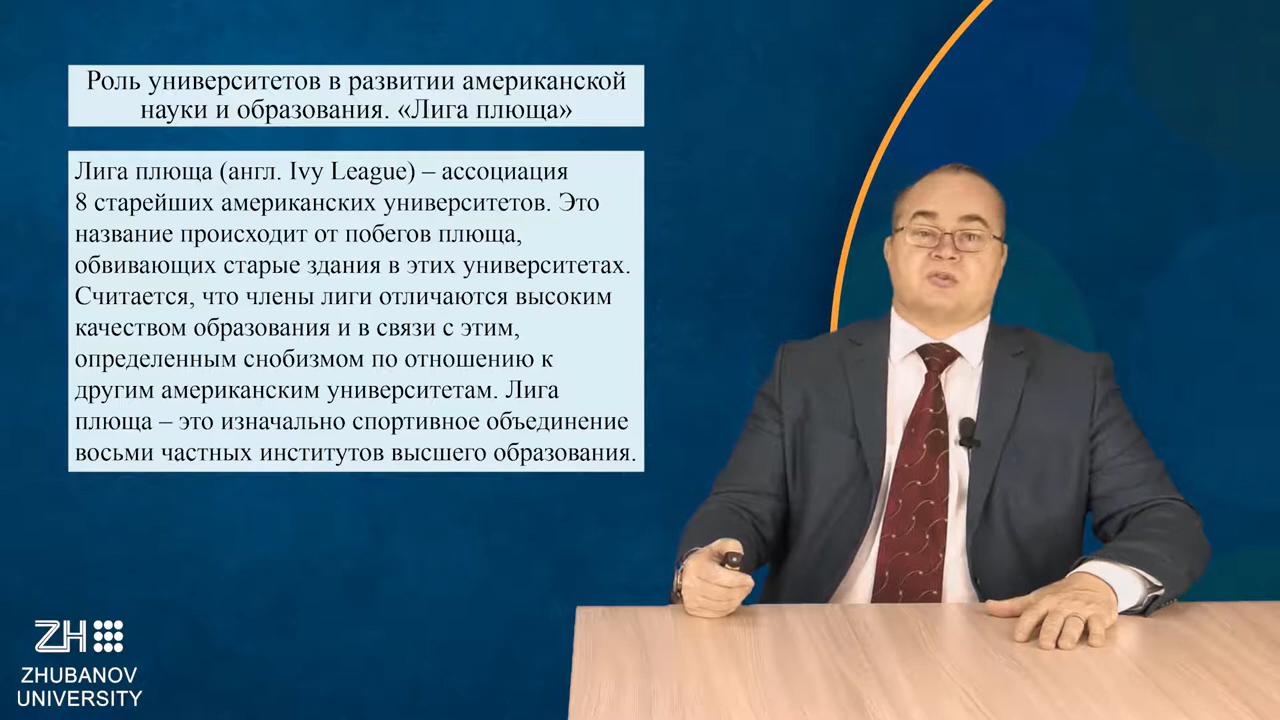 Роль университетов в развитии американской
науки и образования. «Лига плюща»
Лига плюща (англ. Ivy League) – ассоциация
8 старейших американских университетов. Это
название происходит от побегов плюща,
обвивающих старые здания в этих университетах.
Считается, что члены лиги отличаются высоким
качеством образования и в связи с этим,
определенным снобизмом по отношению к
другим американским университетам. Лига
плюща – это изначально спортивное объединение
восьми частных институтов высшего образования.
ZH
ZHUBANOV
UNIVERSITY